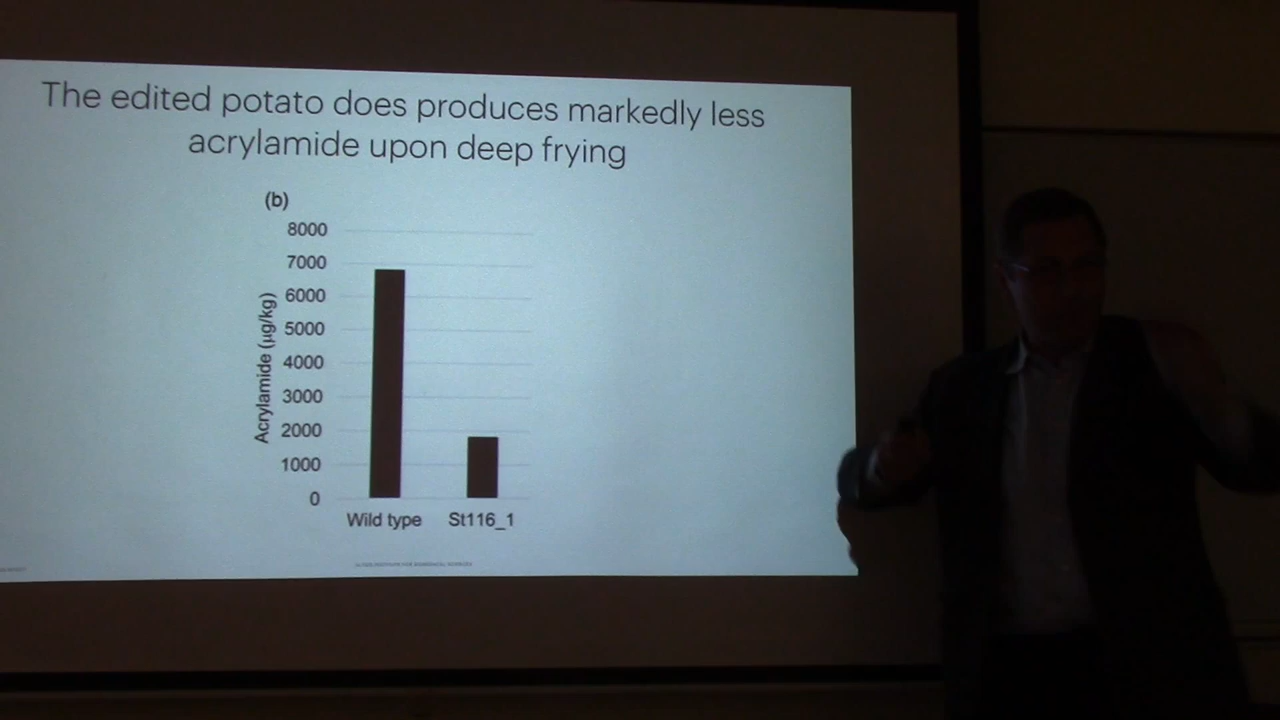 The edited potato does produces markedly less
acrylamide upon deep frying
(b)
8000
7000
6000
5000
4000
3000
2000
1000
0
Acrylamide (µg/kg)
Wild type St116_1